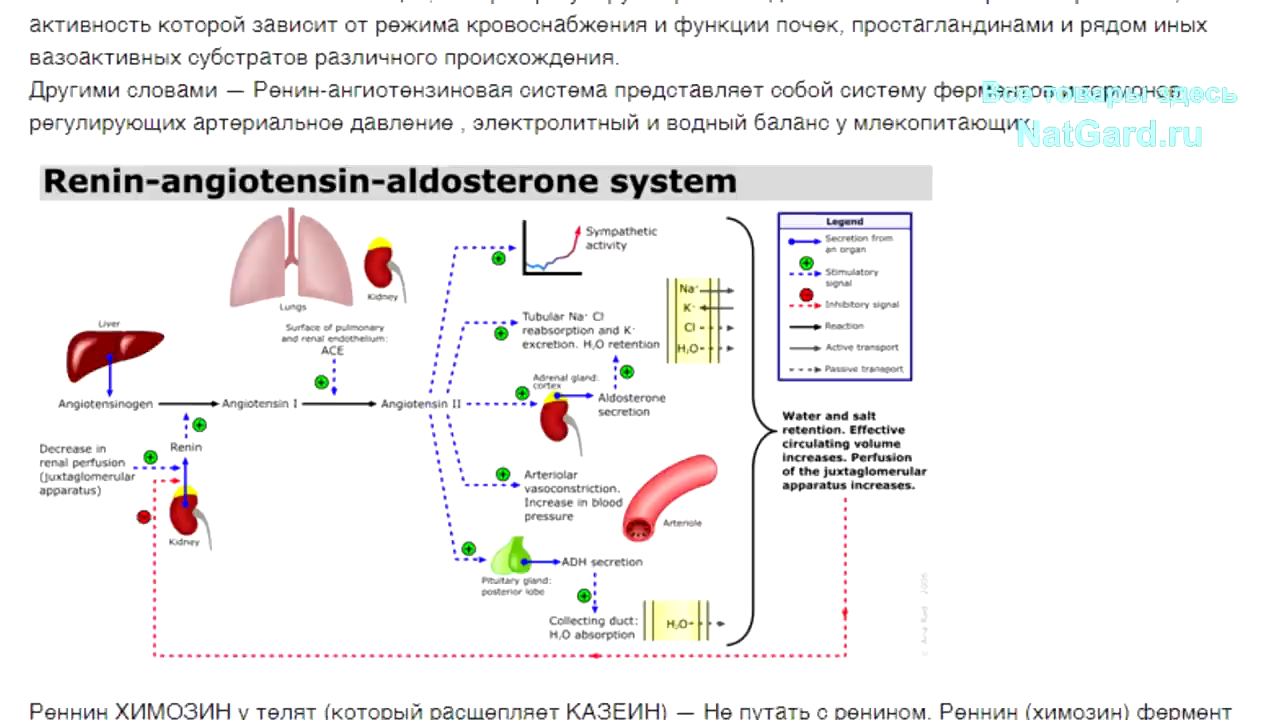 активность которой зависит от режима кровоснабжения и функции почек, простагландинами и рядом иных
вазоактивных субстратов различного происхождения.
Другими словами — Ренин-ангиотензиновая система представляет собой систему ферментов и гормонов
регулирующих артериальное давление , электролитный и водный баланс у млекопитающих.
Все товары здесь
NatGard.ru
Renin-angiotensin-aldosterone system
Lungs
Kidney
Surface of pulmonary
and renal endothelium:
ACE
Liver
Angiotensinogen
Angiotensin I
Angiotensin II
Decrease in
renal perfusion
(juxtaglomerular
apparatus)
Renin
Kidney
Sympathetic
activity
Tubular Na⁺ Cl⁻
reabsorption and K⁺
excretion. H₂O retention
Na⁺
K⁺
Cl⁻
H₂O
Adrenal gland:
cortex
Aldosterone
secretion
Arteriolar
vasoconstriction.
Increase in blood
pressure
Arteriole
Pituitary gland:
posterior lobe
ADH secretion
Collecting duct:
H₂O absorption
H₂O
Legend
Secretion from
an organ
Stimulatory
signal
Inhibitory signal
Reaction
Active transport
Passive transport
Water and salt
retention. Effective
circulating volume
increases. Perfusion
of the juxtaglomerular
apparatus increases.
Реннин ХИМОЗИН у телят (который расщепляет КАЗЕИН) — Не путать с ренином. Реннин (химозин) фермент